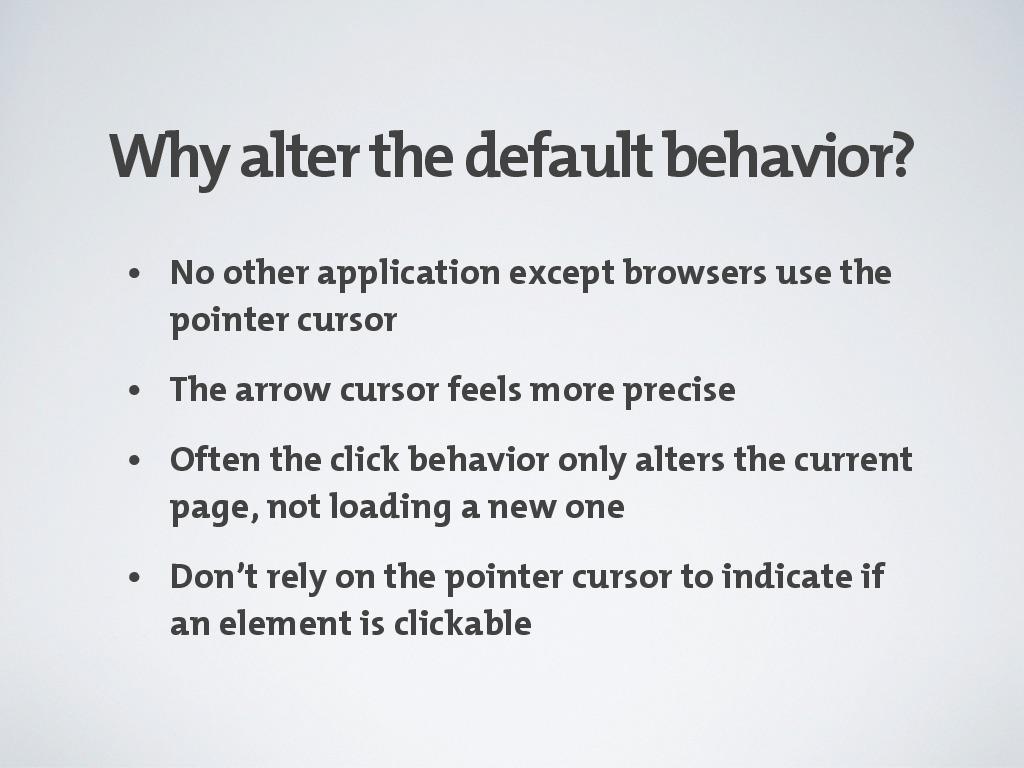 Why alter the default behavior?
• No other application except browsers use the
pointer cursor
• The arrow cursor feels more precise
• Often the click behavior only alters the current
page, not loading a new one
• Don’t rely on the pointer cursor to indicate if
an element is clickable